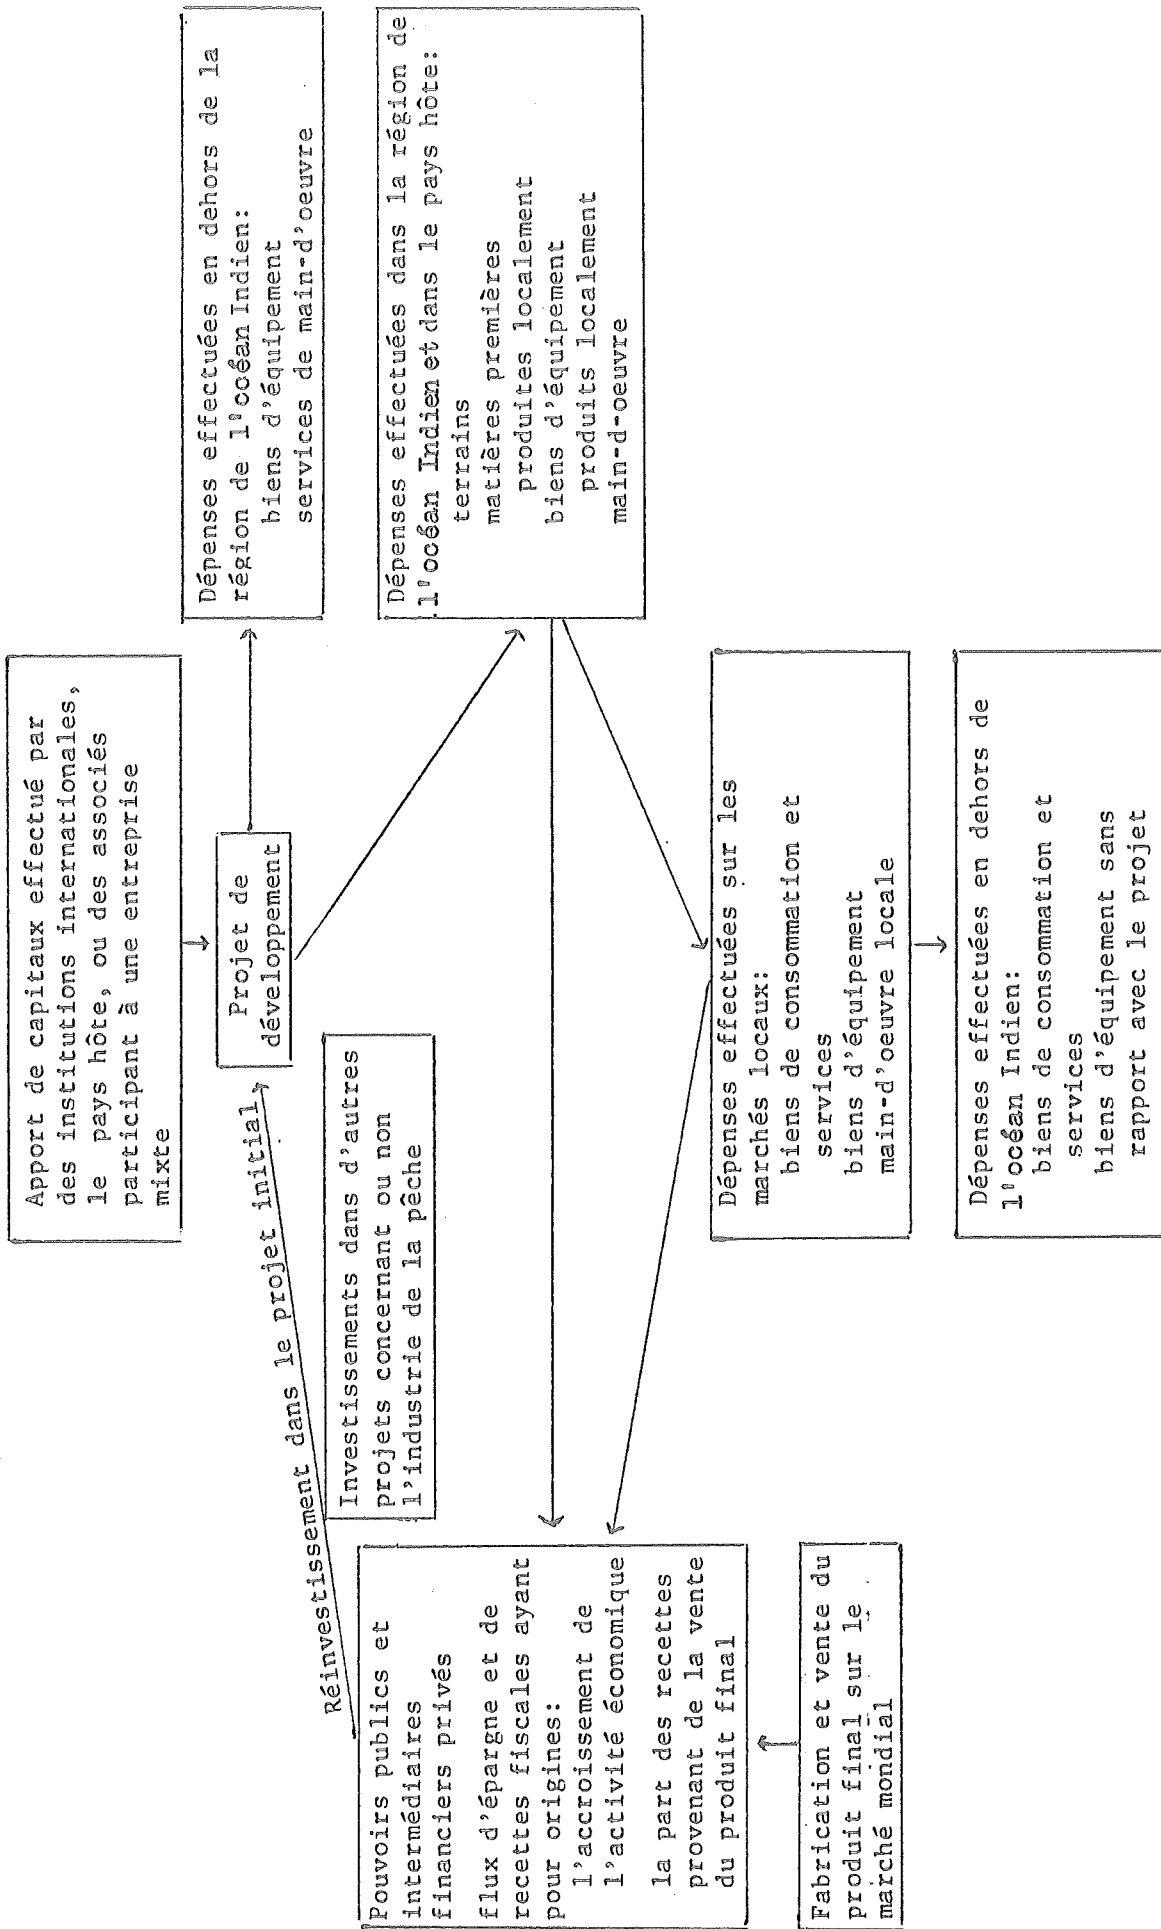 Apport de capitaux effectué par
des institutions internationales,
le pays hôte, ou des associés
participant à une entreprise
mixte
Projet de
développement
Dépenses effectuées en dehors de la
région de l'océan Indien:
biens d'équipement
services de main-d'oeuvre
Dépenses effectuées dans la région de
l'océan Indien et dans le pays hôte:
terrains
matières premières
produites localement
biens d'équipement
produits localement
main-d-oeuvre
Réinvestissement dans le projet initial
Investissements dans d'autres
projets concernant ou non
l'industrie de la pêche
Pouvoirs publics et
intermédiaires
financiers privés
flux d'épargne et de
recettes fiscales ayant
pour origines:
l'accroissement de
l'activité économique
la part des recettes
provenant de la vente
du produit final
Dépenses effectuées sur les
marchés locaux:
biens de consommation et
services
biens d'équipement
main-d'oeuvre locale
Fabrication et vente du
produit final sur le
marché mondial
Dépenses effectuées en dehors de
l'océan Indien:
biens de consommation et
services
biens d'équipement sans
rapport avec le projet